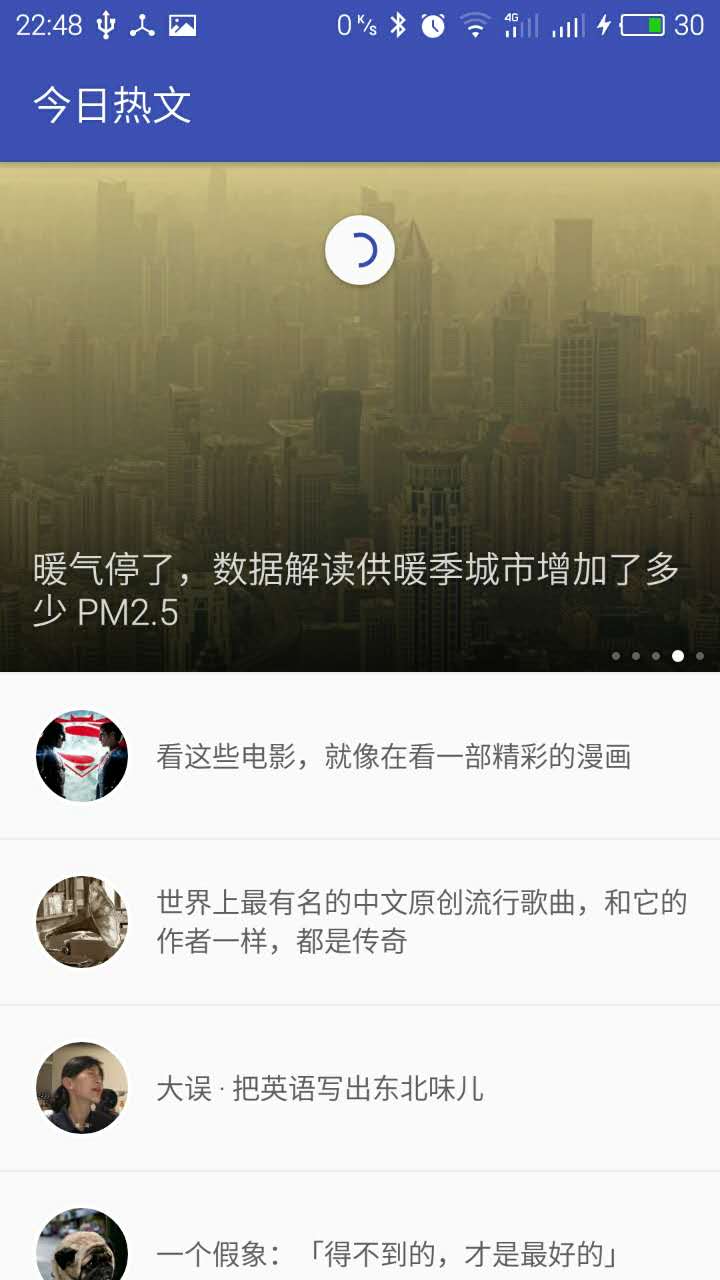 22:48 0 K/s 4G 30
今日热文
暖气停了，数据解读供暖季城市增加了多
少 PM2.5
看这些电影，就像在看一部精彩的漫画
世界上最有名的中文原创流行歌曲，和它的
作者一样，都是传奇
大误 · 把英语写出东北味儿
一个假象：「得不到的，才是最好的」